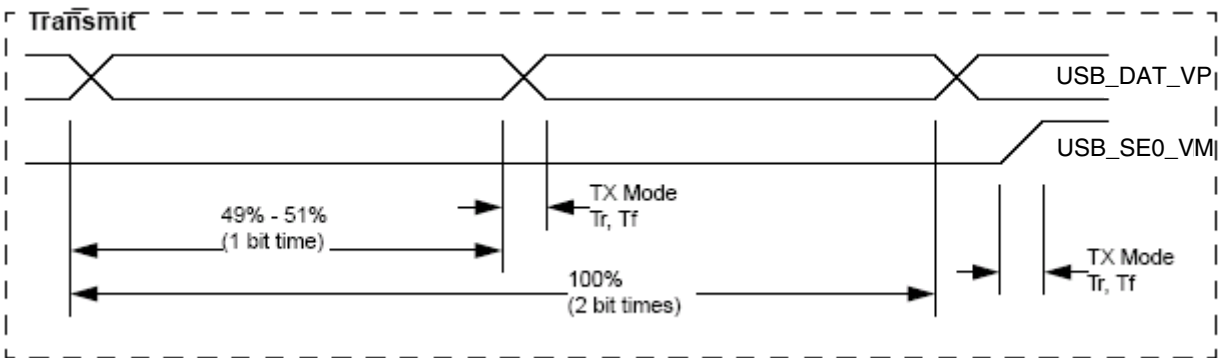 Transmit
USB_DAT_VP
USB_SE0_VM
TX Mode
Tr, Tf
49% - 51%
(1 bit time)
100%
(2 bit times)
TX Mode
Tr, Tf